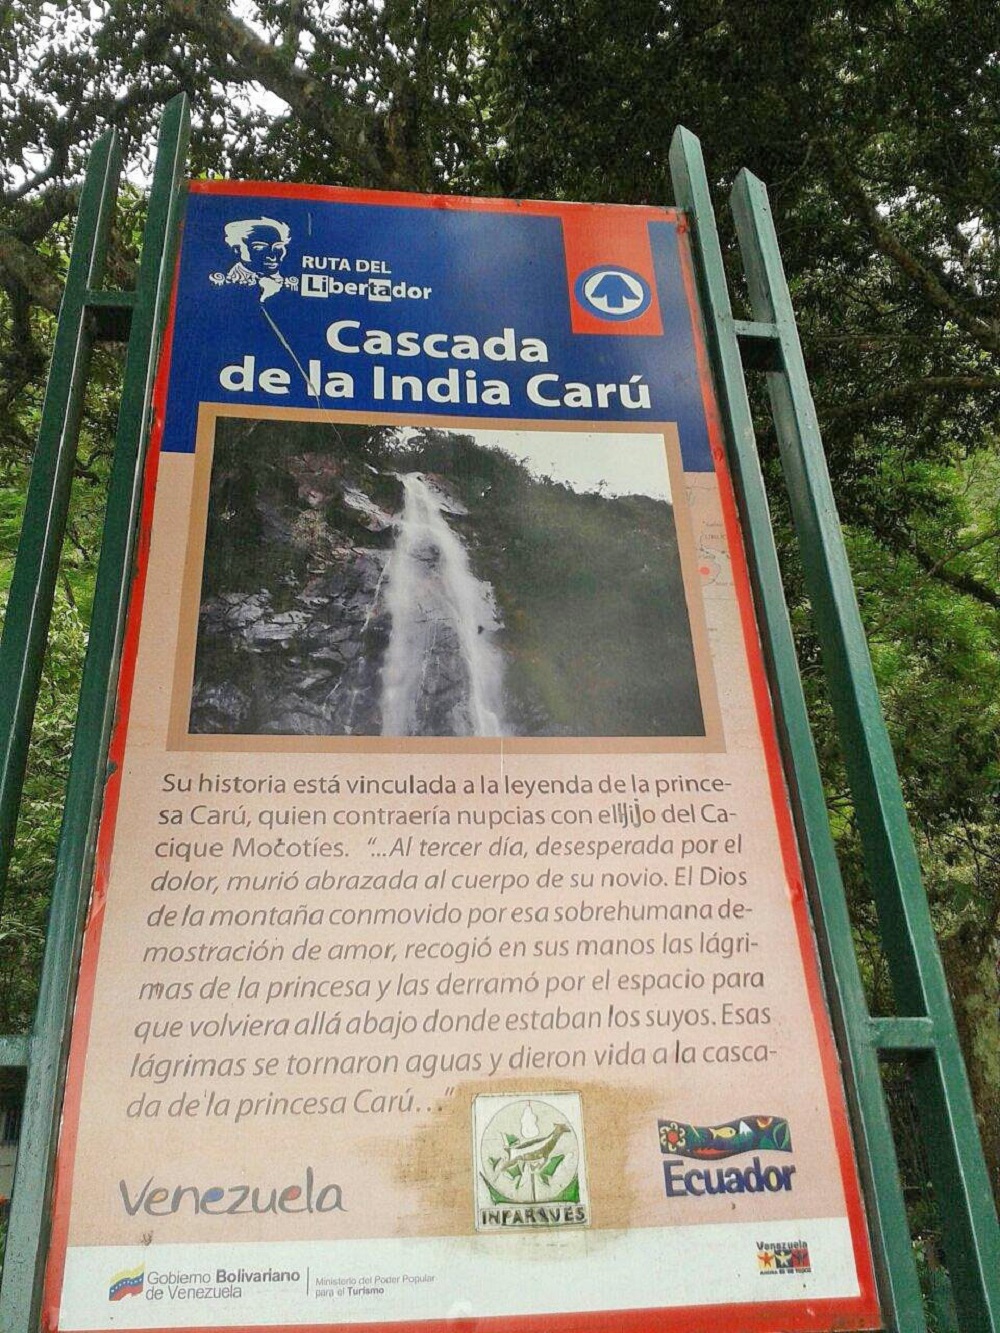 RUTA DEL
Libertador
Cascada
de la India Carú
Su historia está vinculada a la leyenda de la prince-
sa Carú, quien contraería nupcias con el Hijo del Ca-
cique Mocotíes. "...Al tercer día, desesperada por el
dolor, murió abrazada al cuerpo de su novio. El Dios
de la montaña conmovido por esa sobrehumana de-
mostración de amor, recogió en sus manos las lágri-
mas de la princesa y las derramó por el espacio para
que volviera allá abajo donde estaban los suyos. Esas
lágrimas se tornaron aguas y dieron vida a la casca-
da de la princesa Carú..."
Venezuela
INPARQUES
Ecuador
Gobierno Bolivariano
de Venezuela
Ministerio del Poder Popular
para el Turismo
Venezuela